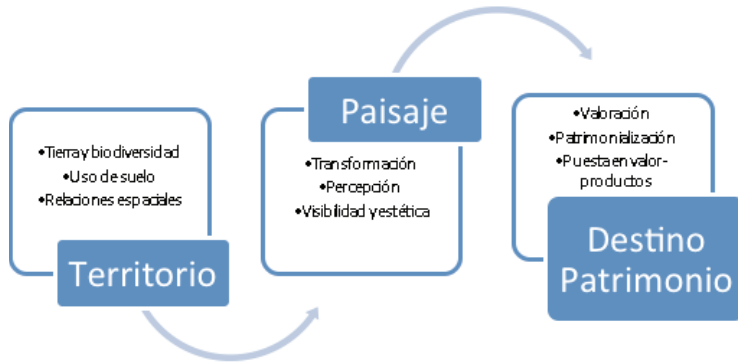 •Tierra y biodiversidad
•Uso de suelo
•Relaciones espaciales
Territorio
Paisaje
•Transformación
•Percepción
•Visibilidad y estética
•Valoración
•Patrimonialización
•Puesta en valor-
productos
Destino
Patrimonio